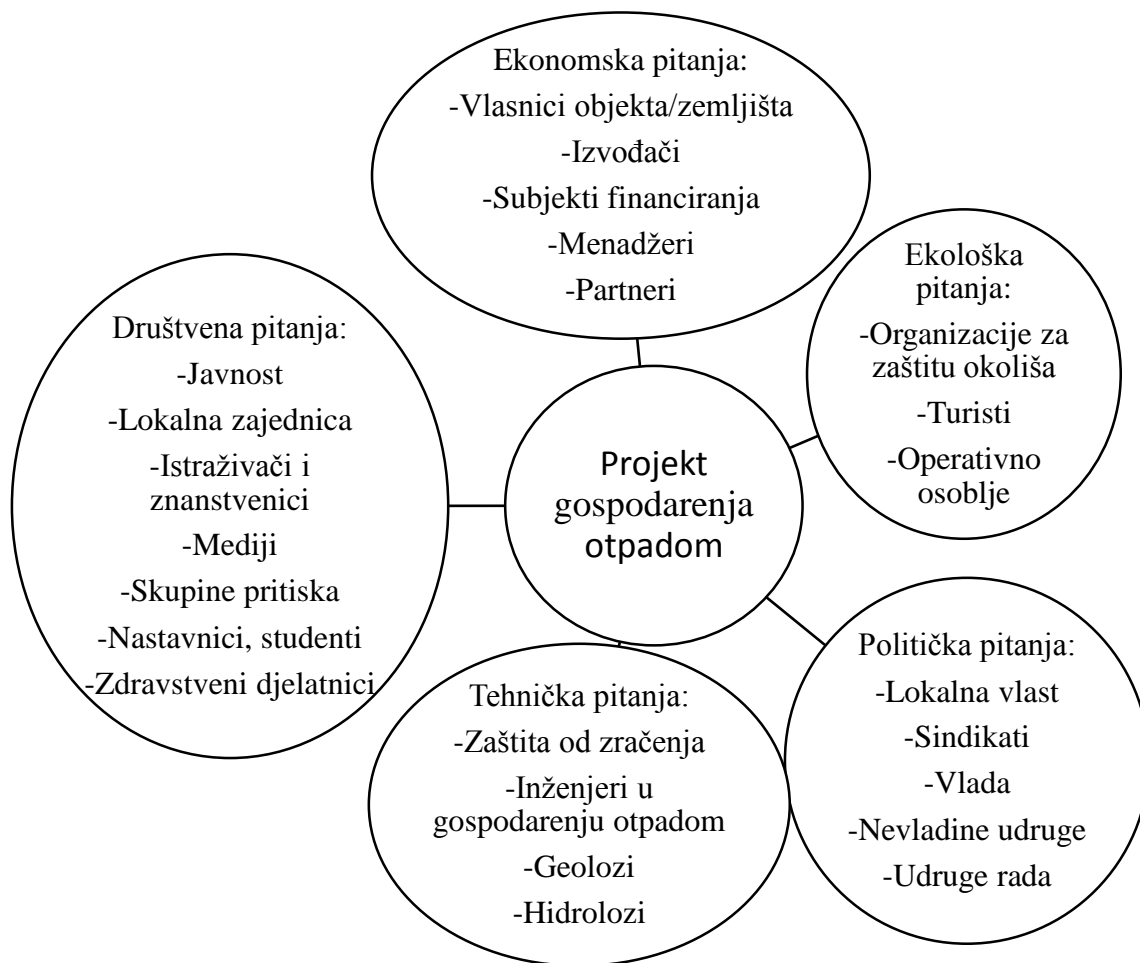 Ekonomska pitanja:
-Vlasnici objekta/zemljišta
-Izvođači
-Subjekti financiranja
-Menadžeri
-Partneri
Ekološka
pitanja:
-Organizacije za
zaštitu okoliša
-Turisti
-Operativno
osoblje
Društvena pitanja:
-Javnost
-Lokalna zajednica
-Istraživači i
znanstvenici
-Mediji
-Skupine pritiska
-Nastavnici, studenti
-Zdravstveni djelatnici
Projekt
gospodarenja
otpadom
Politička pitanja:
-Lokalna vlast
-Sindikati
-Vlada
-Nevladine udruge
-Udruge rada
Tehnička pitanja:
-Zaštita od zračenja
-Inženjeri u
gospodarenju otpadom
-Geolozi
-Hidrolozi